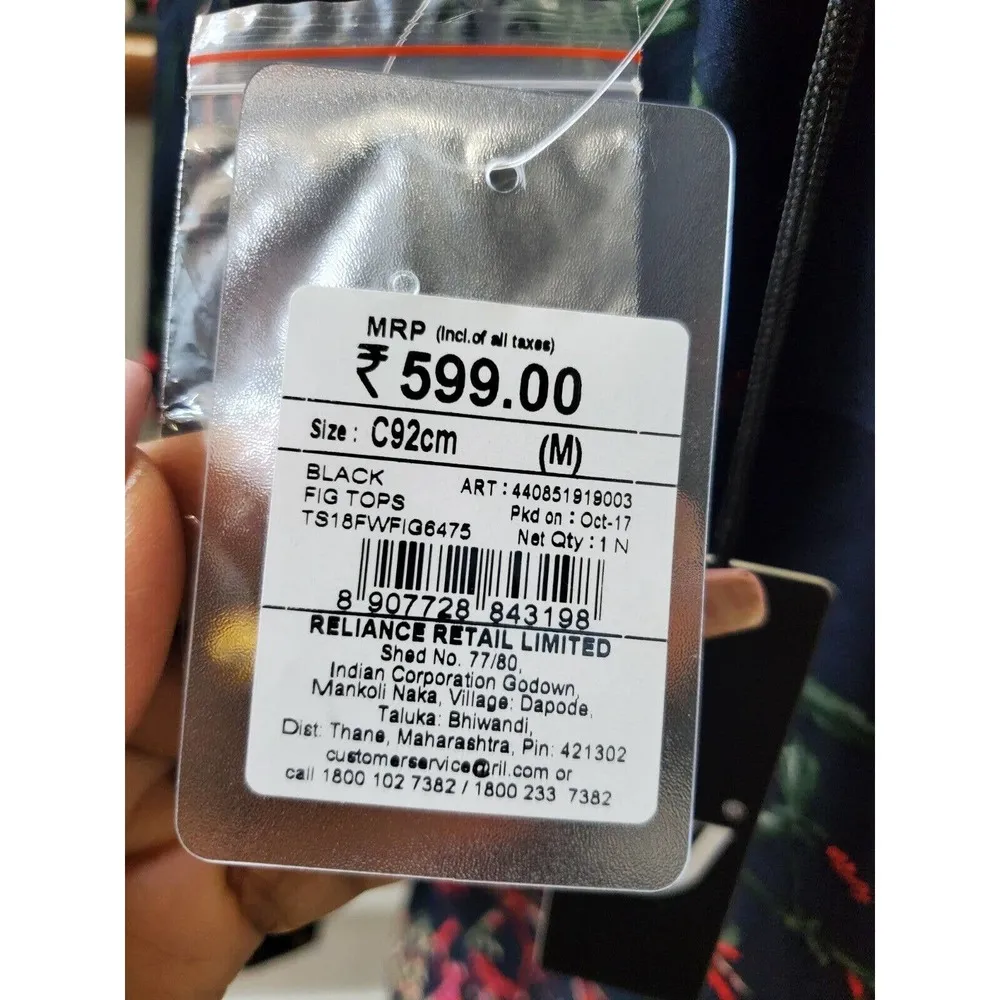 MRP (Incl.of all taxes)
₹ 599.00
Size : C92cm (M)
BLACK
ART : 440851919003
FIG TOPS
Pkd on : Oct-17
TS18FWFIG6475
Net Qty : 1 N
8 907728 843198
RELIANCE RETAIL LIMITED
Shed No. 77/80,
Indian Corporation Godown,
Mankoli Naka, Village: Dapode,
Taluka: Bhiwandi,
Dist: Thane, Maharashtra, Pin: 421302
customerservice@ril.com or
call 1800 102 7382 / 1800 233 7382